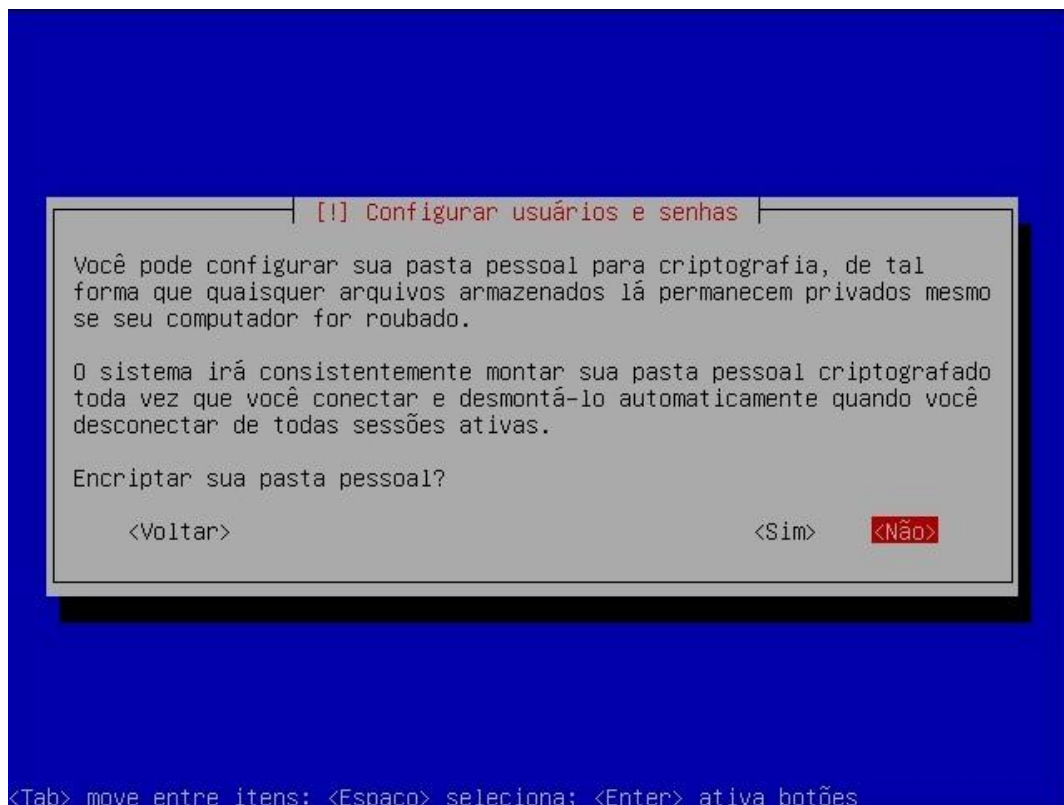 [!] Configurar usuários e senhas
Você pode configurar sua pasta pessoal para criptografia, de tal
forma que quaisquer arquivos armazenados lá permanecem privados mesmo
se seu computador for roubado.
O sistema irá consistentemente montar sua pasta pessoal criptografado
toda vez que você conectar e desmontá-lo automaticamente quando você
desconectar de todas sessões ativas.
Encriptar sua pasta pessoal?
<Voltar> <Sim> <Não>
<Tab> move entre itens; <Espaço> seleciona; <Enter> ativa botões